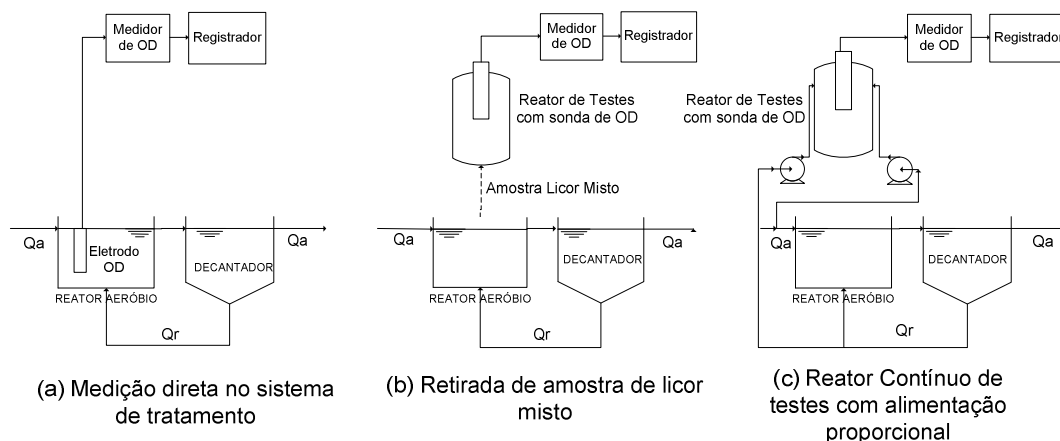 Medidor
de OD
Registrador
Eletrodo
OD
Qa
Qa
DECANTADOR
REATOR AERÓBIO
Qr
(a) Medição direta no sistema
de tratamento
Medidor
de OD
Registrador
Reator de Testes
com sonda de OD
Amostra Licor Misto
Qa
Qa
DECANTADOR
REATOR AERÓBIO
Qr
(b) Retirada de amostra de licor
misto
Medidor
de OD
Registrador
Reator de Testes
com sonda de OD
Qa
Qa
DECANTADOR
REATOR AERÓBIO
Qr
(c) Reator Contínuo de
testes com alimentação
proporcional